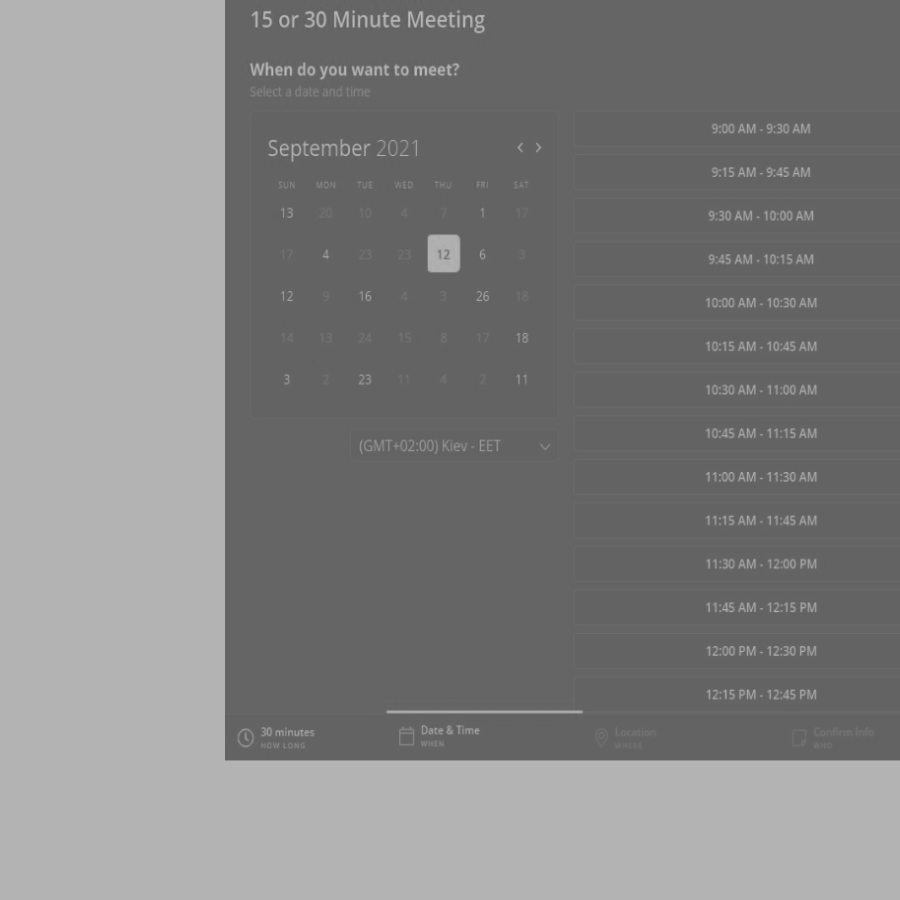 15 or 30 Minute Meeting
When do you want to meet?
Select a date and time
September 2021
SUN MON TUE WED THU FRI SAT
13 20 10 4 7 1 17
17 4 23 23 12 6 3
12 9 16 4 3 26 18
14 13 24 15 8 17 18
3 2 23 11 4 2 11
(GMT+02:00) Kiev - EET
9:00 AM - 9:30 AM
9:15 AM - 9:45 AM
9:30 AM - 10:00 AM
9:45 AM - 10:15 AM
10:00 AM - 10:30 AM
10:15 AM - 10:45 AM
10:30 AM - 11:00 AM
10:45 AM - 11:15 AM
11:00 AM - 11:30 AM
11:15 AM - 11:45 AM
11:30 AM - 12:00 PM
11:45 AM - 12:15 PM
12:00 PM - 12:30 PM
12:15 PM - 12:45 PM
30 minutes
HOW LONG
Date & Time
WHEN
Location
WHERE
Confirm Info
WHO